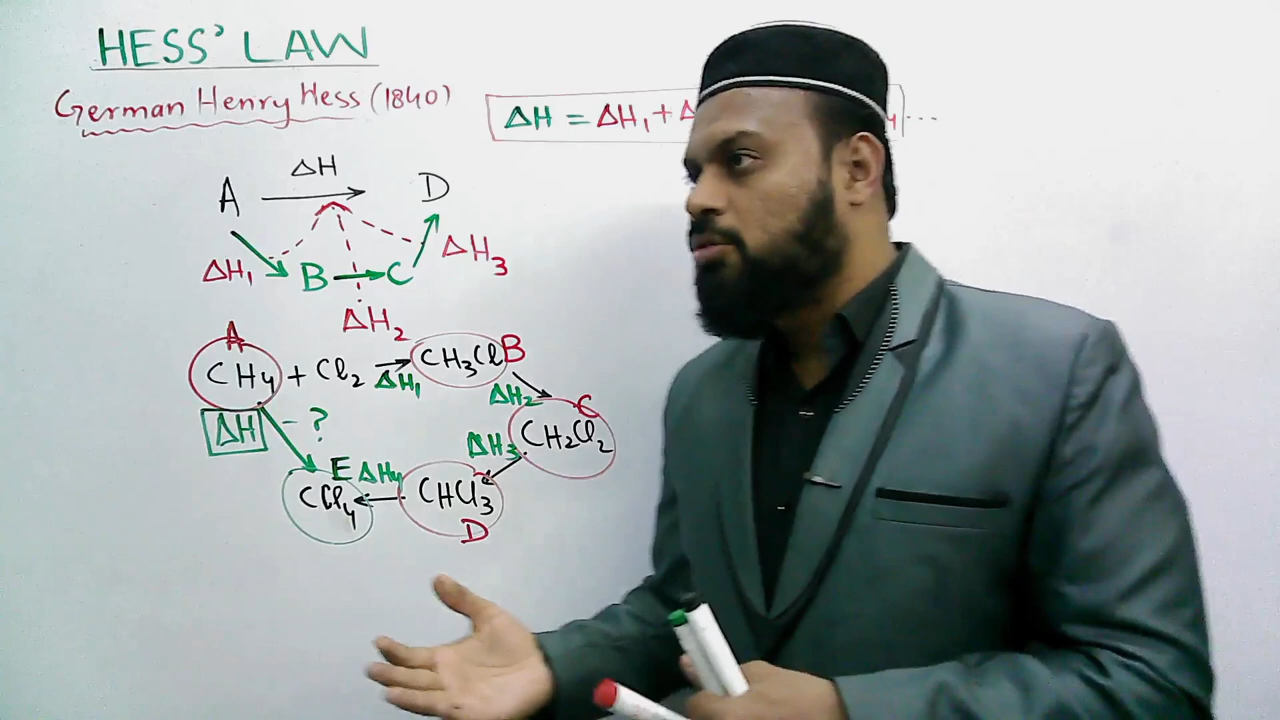 HESS' LAW
German Henry Hess (1840)
ΔH = ΔH₁ + Δ ...
ΔH
A → D
ΔH₁ B → C ΔH₃
ΔH₂
A
CH4 + Cl2 → CH3Cl B
ΔH₁
ΔH - ?
ΔH₂
C
CH2Cl2
ΔH₃
E ΔH4
CCl4 ← CHCl3
D